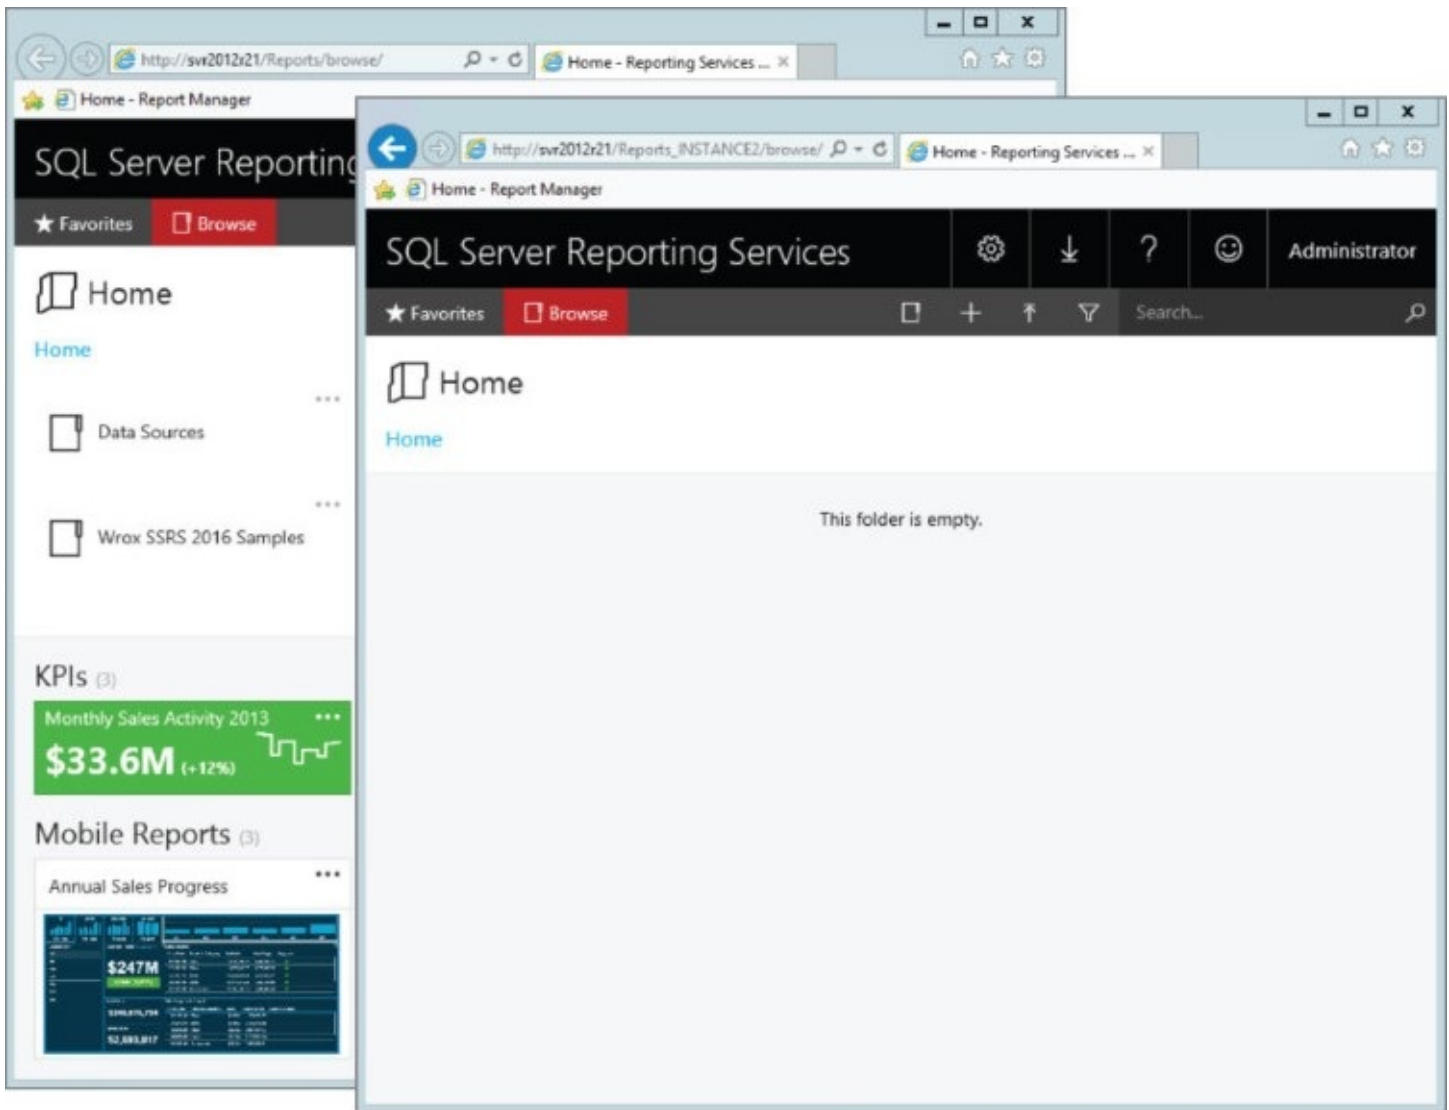 http://svr2012r21/Reports/browse/
Home - Reporting Services ...
Home - Report Manager
SQL Server Reporting
Favorites
Browse
Home
Home
Data Sources
Wrox SSRS 2016 Samples
KPIs (3)
Monthly Sales Activity 2013
$33.6M (+12%)
Mobile Reports (3)
Annual Sales Progress
$247M
http://svr2012r21/Reports_INSTANCE2/browse/
Home - Reporting Services ...
Home - Report Manager
SQL Server Reporting Services
Administrator
Favorites
Browse
Search...
Home
Home
This folder is empty.